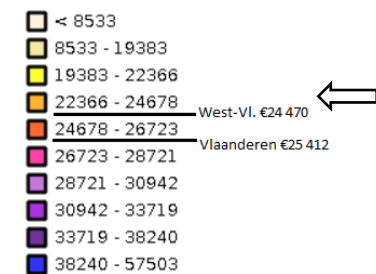 < 8533
8533 - 19383
19383 - 22366
22366 - 24678
West-Vl. €24 470
24678 - 26723
Vlaanderen €25 412
26723 - 28721
28721 - 30942
30942 - 33719
33719 - 38240
38240 - 57503